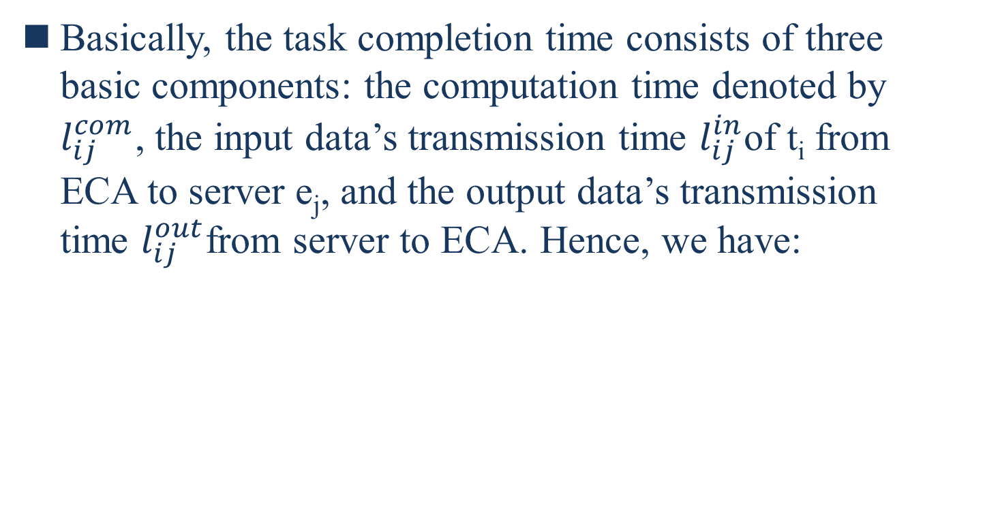 ■ Basically, the task completion time consists of three
basic components: the computation time denoted by
$l_{ij}^{com}$, the input data’s transmission time $l_{ij}^{in}$ of t$_i$ from
ECA to server e$_j$, and the output data’s transmission
time $l_{ij}^{out}$ from server to ECA. Hence, we have: